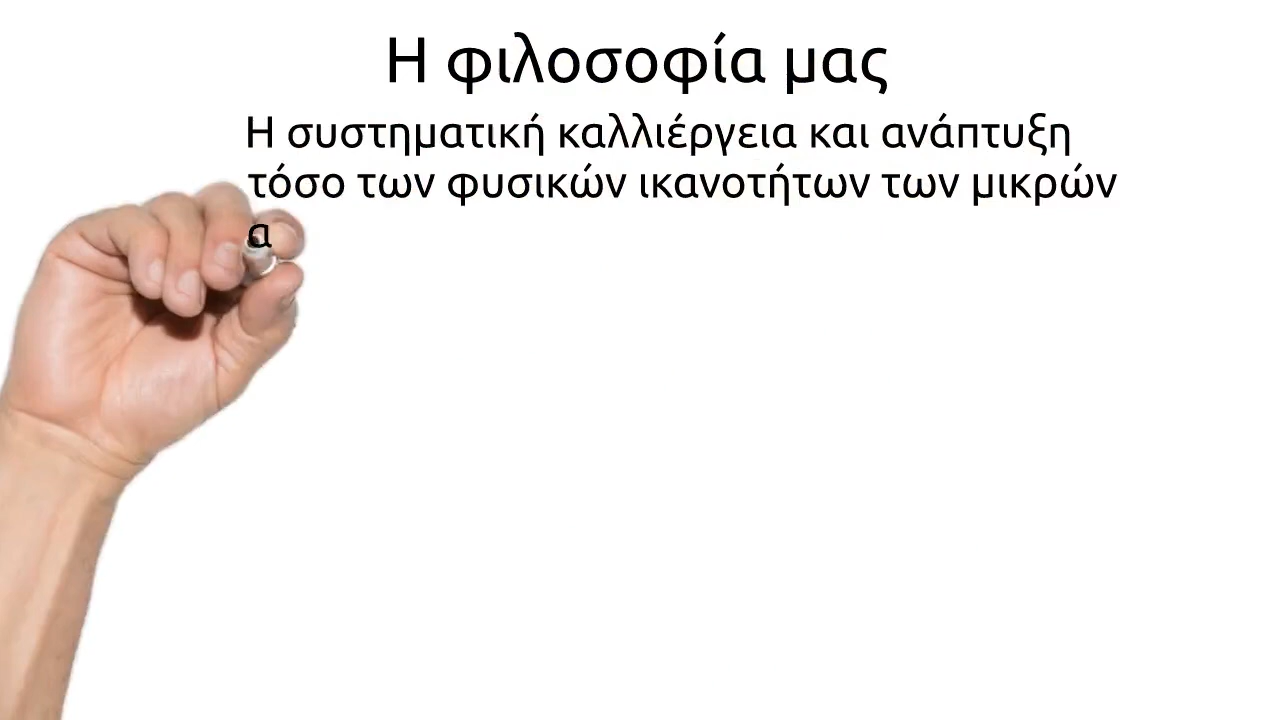 Η φιλοσοφία μας
Η συστηματική καλλιέργεια και ανάπτυξη
τόσο των φυσικών ικανοτήτων των μικρών
α